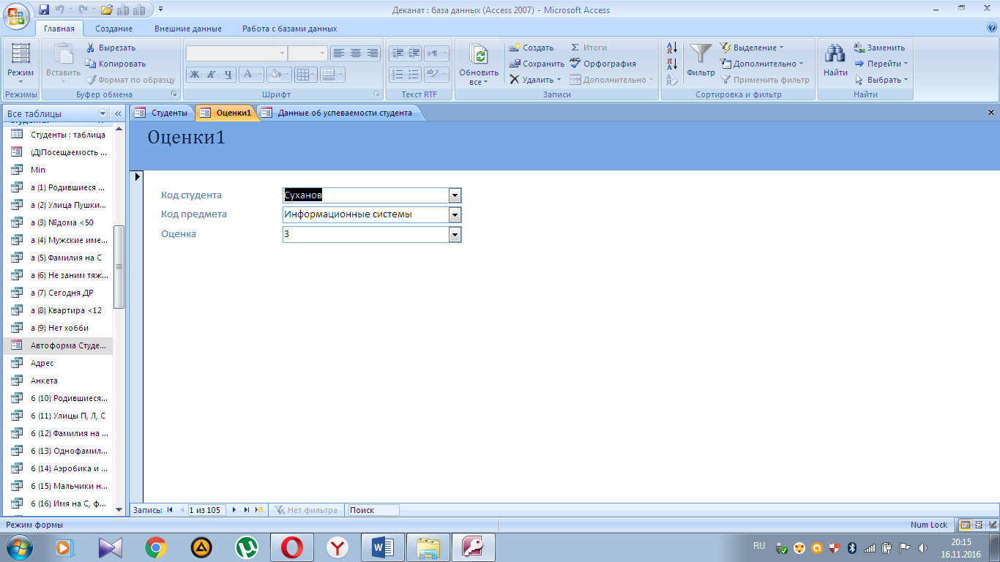 Деканат : база данных (Access 2007) - Microsoft Access
Главная Создание Внешние данные Работа с базами данных
Режим
Режимы
Вставить
Вырезать
Копировать
Формат по образцу
Буфер обмена
Ж К Ч А
Шрифт
Текст RTF
Обновить все
Создать
Сохранить
Удалить
Σ Итоги
ABC Орфография
Дополнительно
Записи
Фильтр
Выделение
Дополнительно
Применить фильтр
Сортировка и фильтр
Найти
Заменить
Перейти
Выбрать
Найти
Все таблицы «
Студенты : таблица
(Д)Посещаемость ...
Min
а (1) Родившиеся ...
а (2) Улица Пушки...
а (3) №дома <50
а (4) Мужские име...
а (5) Фамилия на С
а (6) Не заним тяж...
а (7) Сегодня ДР
а (8) Квартира <12
а (9) Нет хобби
Автоформа Студе...
Адрес
Анкета
б (10) Родившиеся...
б (11) Улицы П, Л, С
б (12) Фамилия на ...
б (13) Однофамил...
б (14) Аэробика и ...
б (15) Мальчики н...
б (16) Имя на С, ф...
Студенты Оценки1 Данные об успеваемости студента
Оценки1
Код студента Суханов
Код предмета Информационные системы
Оценка 3
Запись: 1 из 105 Нет фильтра Поиск
Режим формы Num Lock
RU 20:15
16.11.2016